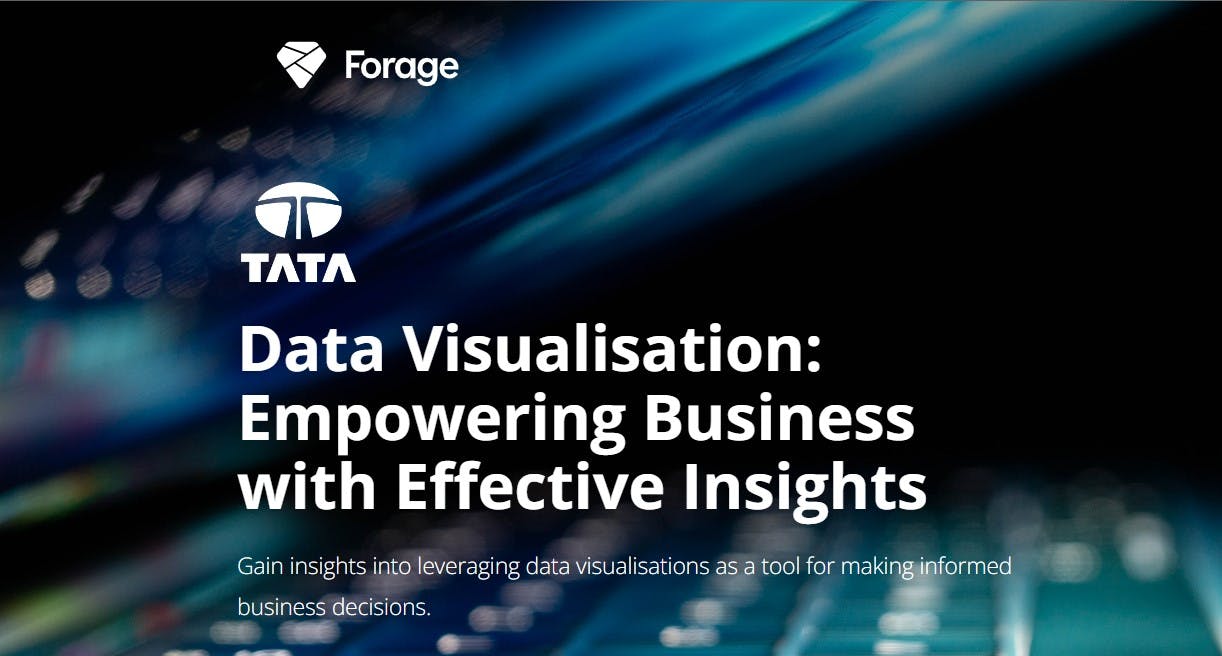 Forage
TATA
Data Visualisation:
Empowering Business
with Effective Insights
Gain insights into leveraging data visualisations as a tool for making informed
business decisions.